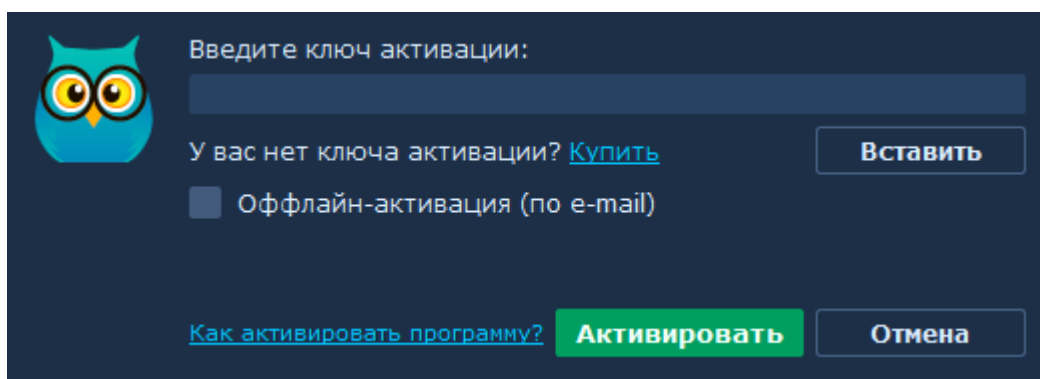 Введите ключ активации:
У вас нет ключа активации? Купить
Вставить
Оффлайн-активация (по e-mail)
Как активировать программу?
Активировать
Отмена